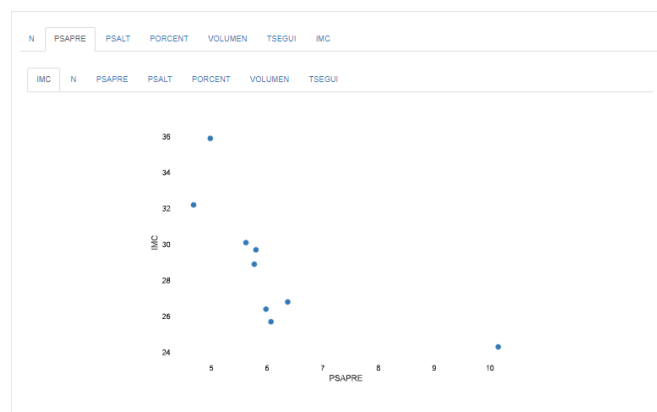 N PSAPRE PSALT PORCENT VOLUMEN TSEGUI IMC
IMC N PSAPRE PSALT PORCENT VOLUMEN TSEGUI
36
34
32
30
IMC
28
26
24
5 6 7 8 9 10
PSAPRE